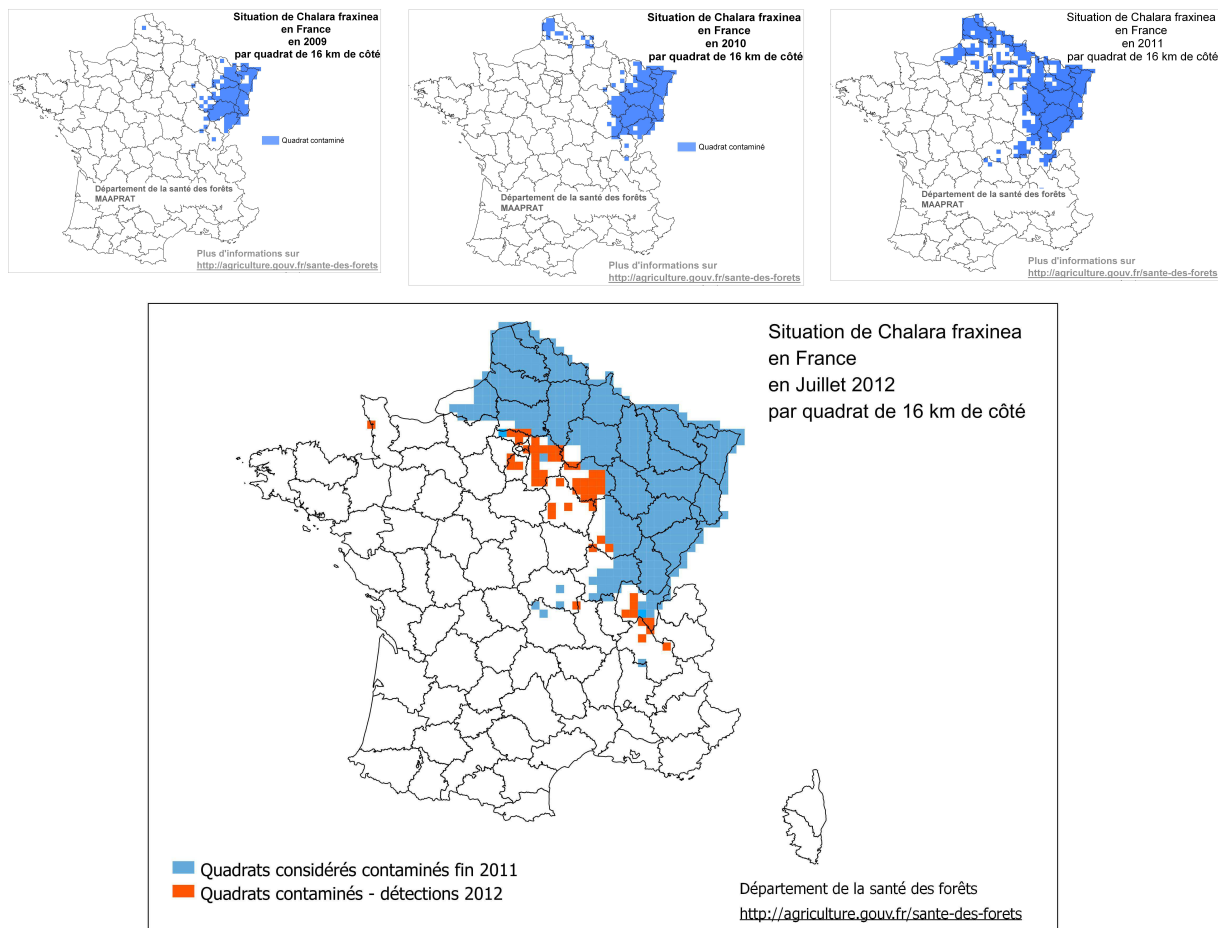 Situation de Chalara fraxinea
en France
en 2009
par quadrat de 16 km de côté
Quadrat contaminé
Département de la santé des forêts
MAAPRAT
Plus d'informations sur
http://agriculture.gouv.fr/sante-des-forets
Situation de Chalara fraxinea
en France
en 2010
par quadrat de 16 km de côté
Quadrat contaminé
Département de la santé des forêts
MAAPRAT
Plus d'informations sur
http://agriculture.gouv.fr/sante-des-forets
Situation de Chalara fraxinea
en France
en 2011
par quadrat de 16 km de côté
Département de la santé des forêts
MAAPRAT
Plus d'informations sur
http://agriculture.gouv.fr/sante-des-forets
Situation de Chalara fraxinea
en France
en Juillet 2012
par quadrat de 16 km de côté
Quadrats considérés contaminés fin 2011
Quadrats contaminés - détections 2012
Département de la santé des forêts
http://agriculture.gouv.fr/sante-des-forets